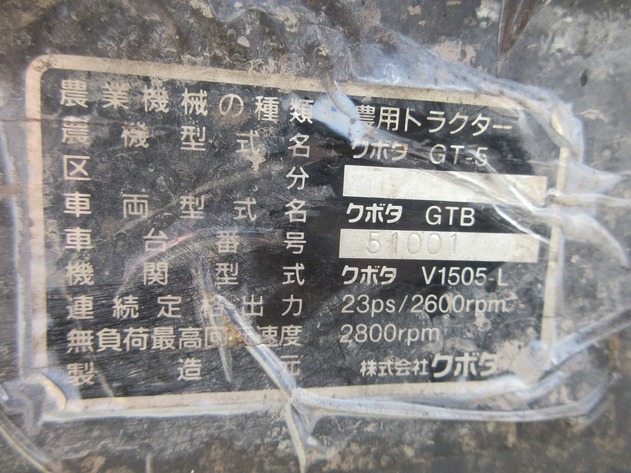 農業機械の種類 農用トラクター
農機型式名 クボタ GT-5
区分
車両型式名 クボタ GTB
車台番号 51001
機関型式 クボタ V1505-L
連続定格出力 23ps/2600rpm
無負荷最高回転速度 2800rpm
製造元 株式会社クボタ